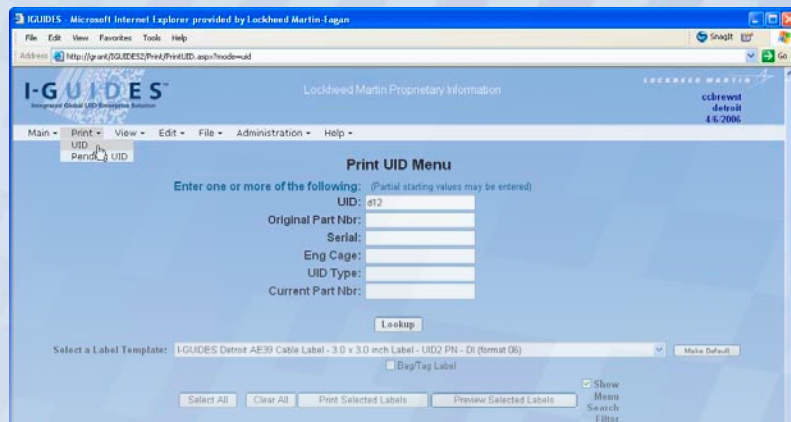 IGUIDES - Microsoft Internet Explorer provided by Lockheed Martin-Eagan
File Edit View Favorites Tools Help
SnagIt
Address http://grant/IGUIDES2/Print/PrintUID.aspx?mode=uid
Go
I-GUIDES™
Integrated Global UID Enterprise Solution
Lockheed Martin Proprietary Information
LOCKHEED MARTIN
ccbrewst
detroit
4/6/2006
Main Print View Edit File Administration Help
UID
Pending UID
Print UID Menu
Enter one or more of the following: (Partial starting values may be entered)
UID: d12
Original Part Nbr:
Serial:
Eng Cage:
UID Type:
Current Part Nbr:
Lookup
Select a Label Template: I-GUIDES Detroit AE39 Cable Label - 3.0 x 3.0 inch Label - UID2 PN - DI (format 06) Make Default
Bag/Tag Label
Select All Clear All Print Selected Labels Preview Selected Labels
Show
Menu
Search
Filter